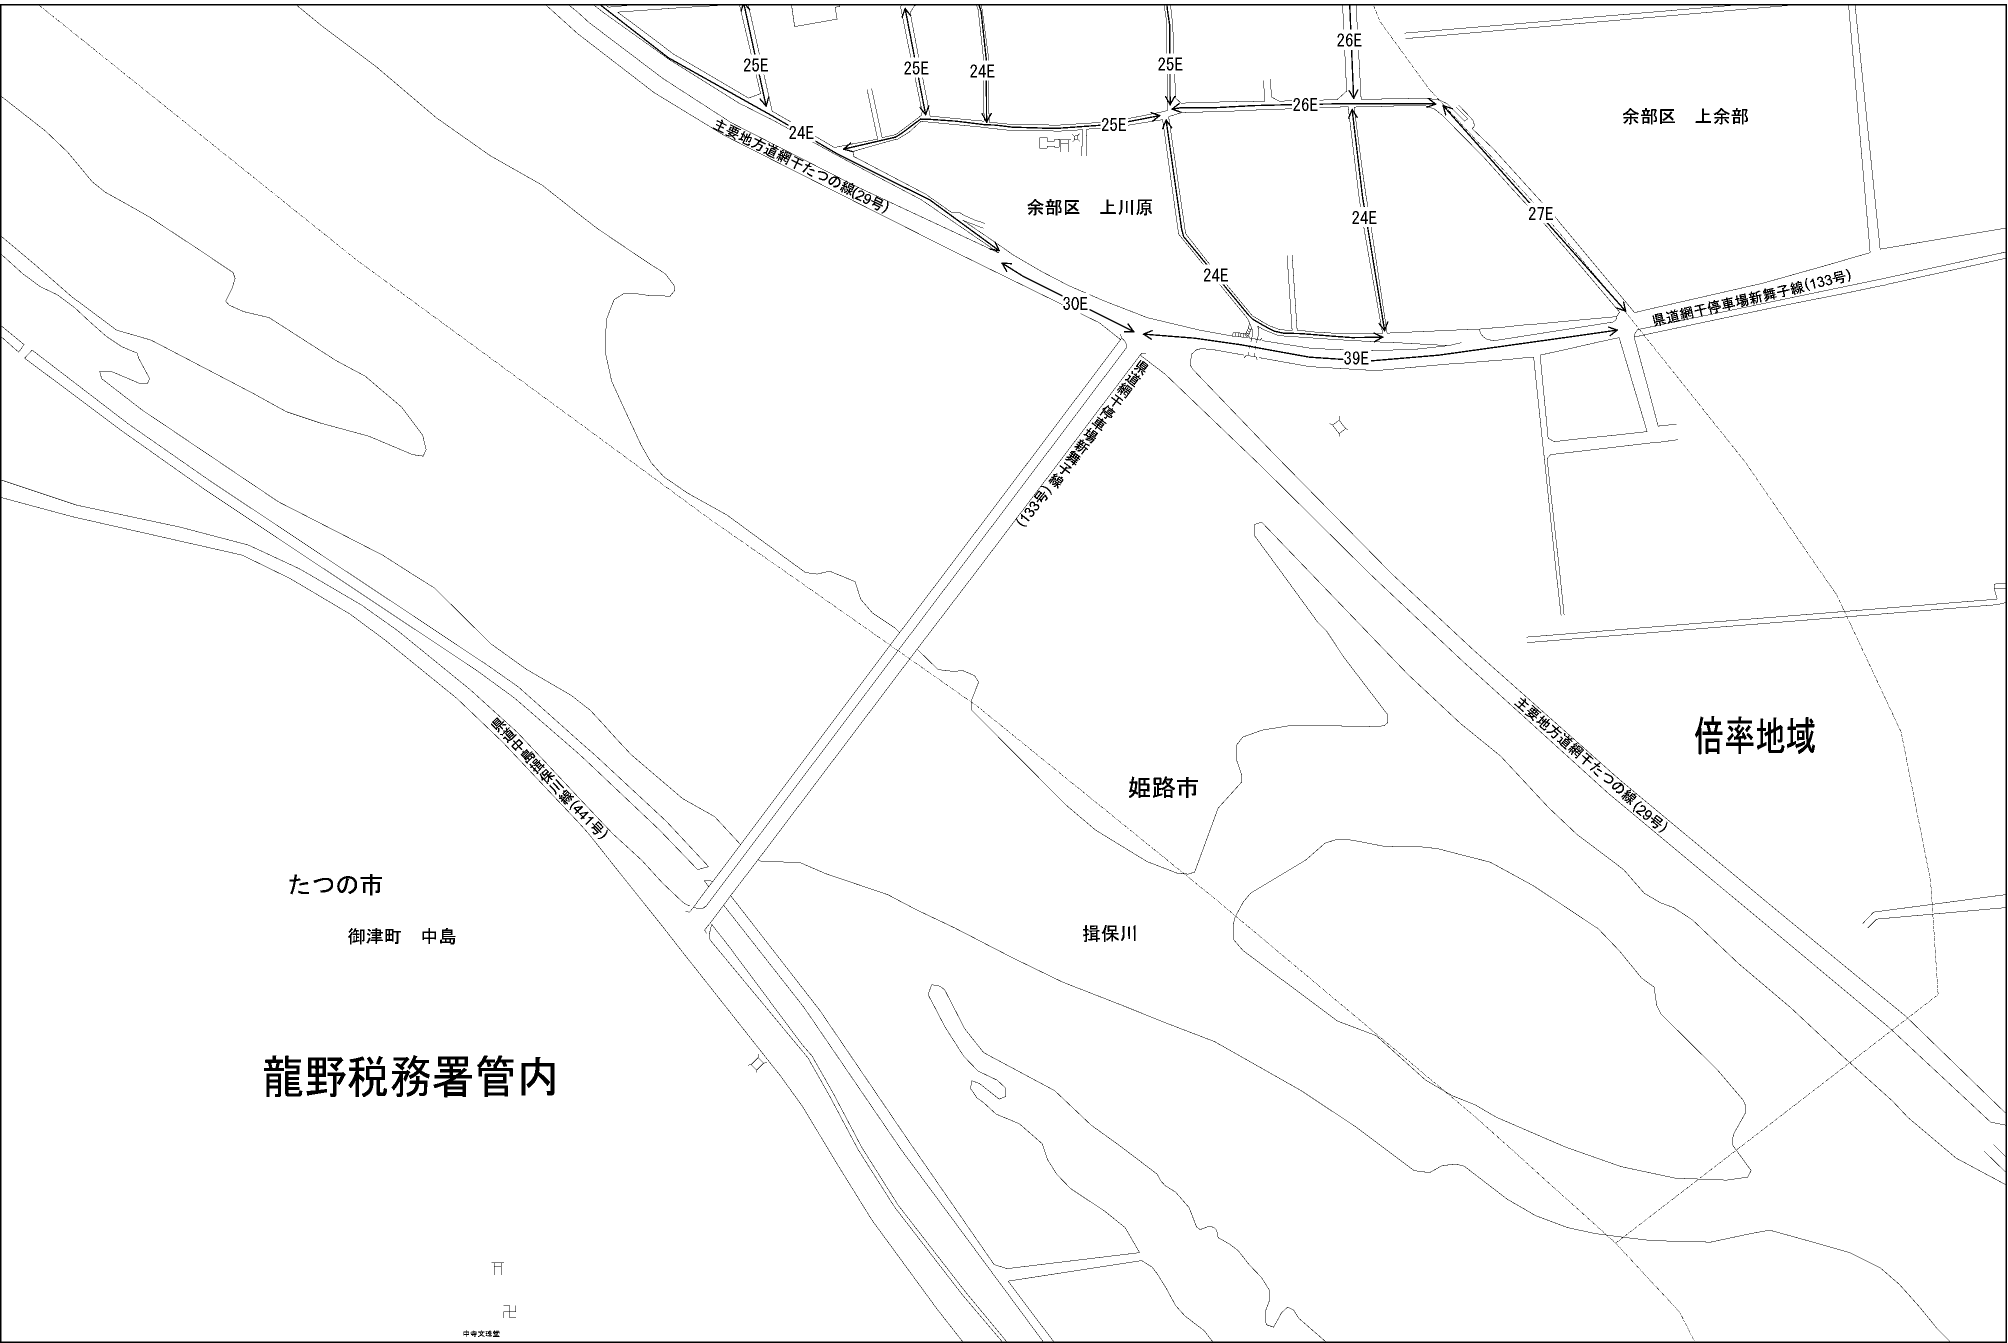 26E
25E
25E
24E
25E
26E
24E
主要地方道網干たつの線(29号)
25E
余部区　上余部
余部区　上川原
24E
27E
24E
30E
県道網干停車場新舞子線(133号)
39E
県道網干停車場新舞子線
(133号)
県道中島揖保川線(441号)
主要地方道網干たつの線(29号)
倍率地域
姫路市
たつの市
御津町　中島
揖保川
龍野税務署管内